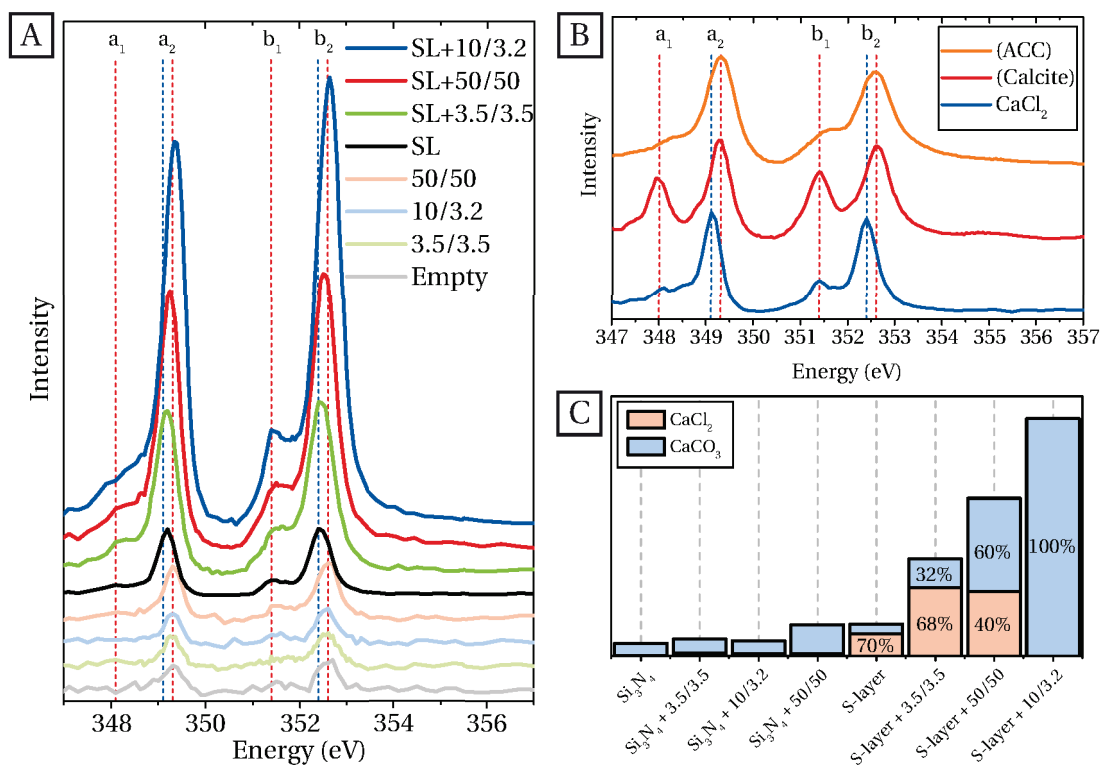 A
a₁
a₂
b₁
b₂
SL+10/3.2
SL+50/50
SL+3.5/3.5
SL
50/50
10/3.2
3.5/3.5
Empty
Intensity
348
350
352
354
356
Energy (eV)
B
a₁
a₂
b₁
b₂
(ACC)
(Calcite)
CaCl₂
Intensity
347
348
349
350
351
352
353
354
355
356
357
Energy (eV)
C
CaCl₂
CaCO₃
70%
32%
68%
60%
40%
100%
Si₃N₄
Si₃N₄ + 3.5/3.5
Si₃N₄ + 10/3.2
Si₃N₄ + 50/50
S-layer
S-layer + 3.5/3.5
S-layer + 50/50
S-layer + 10/3.2